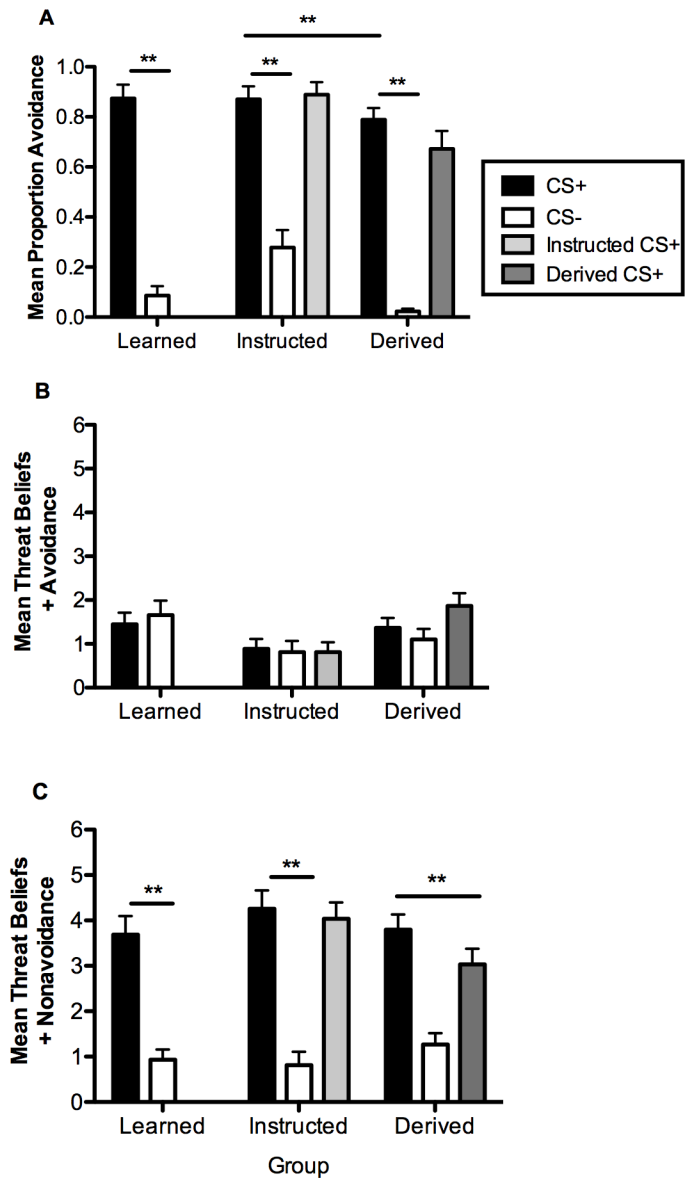 A
**
** ** **
Mean Proportion Avoidance
1.0
0.8
0.6
0.4
0.2
0.0
Learned Instructed Derived
CS+
CS-
Instructed CS+
Derived CS+
B
Mean Threat Beliefs
+ Avoidance
6
5
4
3
2
1
0
Learned Instructed Derived
C
Mean Threat Beliefs
+ Nonavoidance
6
5
4
3
2
1
0
** ** **
Learned Instructed Derived
Group